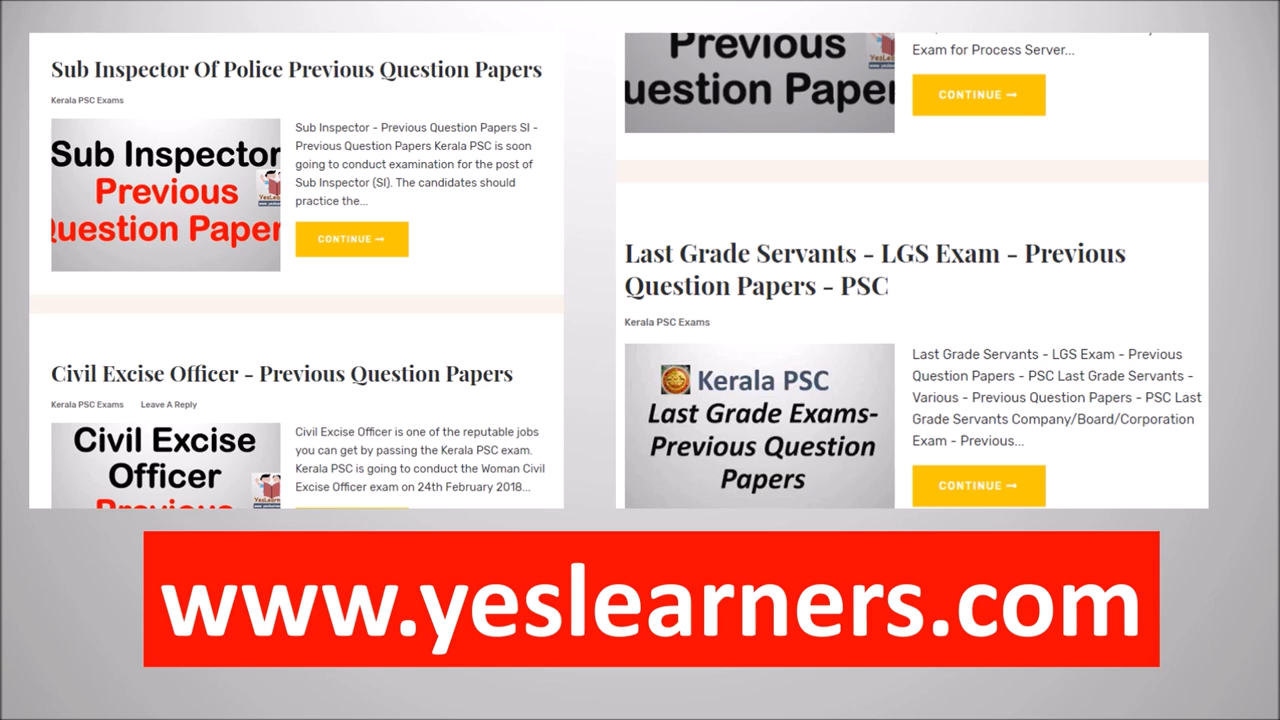 Sub Inspector Of Police Previous Question Papers
Kerala PSC Exams
Sub Inspector
Previous
Question Paper
Sub Inspector - Previous Question Papers SI -
Previous Question Papers Kerala PSC is soon
going to conduct examination for the post of
Sub Inspector (SI). The candidates should
practice the...
CONTINUE →
Civil Excise Officer - Previous Question Papers
Kerala PSC Exams Leave A Reply
Civil Excise
Officer
Previous
YesLearn
Civil Excise Officer is one of the reputable jobs
you can get by passing the Kerala PSC exam.
Kerala PSC is going to conduct the Woman Civil
Excise Officer exam on 24th February 2018...
Previous
uestion Paper
Exam for Process Server...
CONTINUE →
Last Grade Servants - LGS Exam - Previous
Question Papers - PSC
Kerala PSC Exams
Kerala PSC
Last Grade Exams-
Previous Question
Papers
Last Grade Servants - LGS Exam - Previous
Question Papers - PSC Last Grade Servants -
Various - Previous Question Papers - PSC Last
Grade Servants Company/Board/Corporation
Exam - Previous...
CONTINUE →
www.yeslearners.com